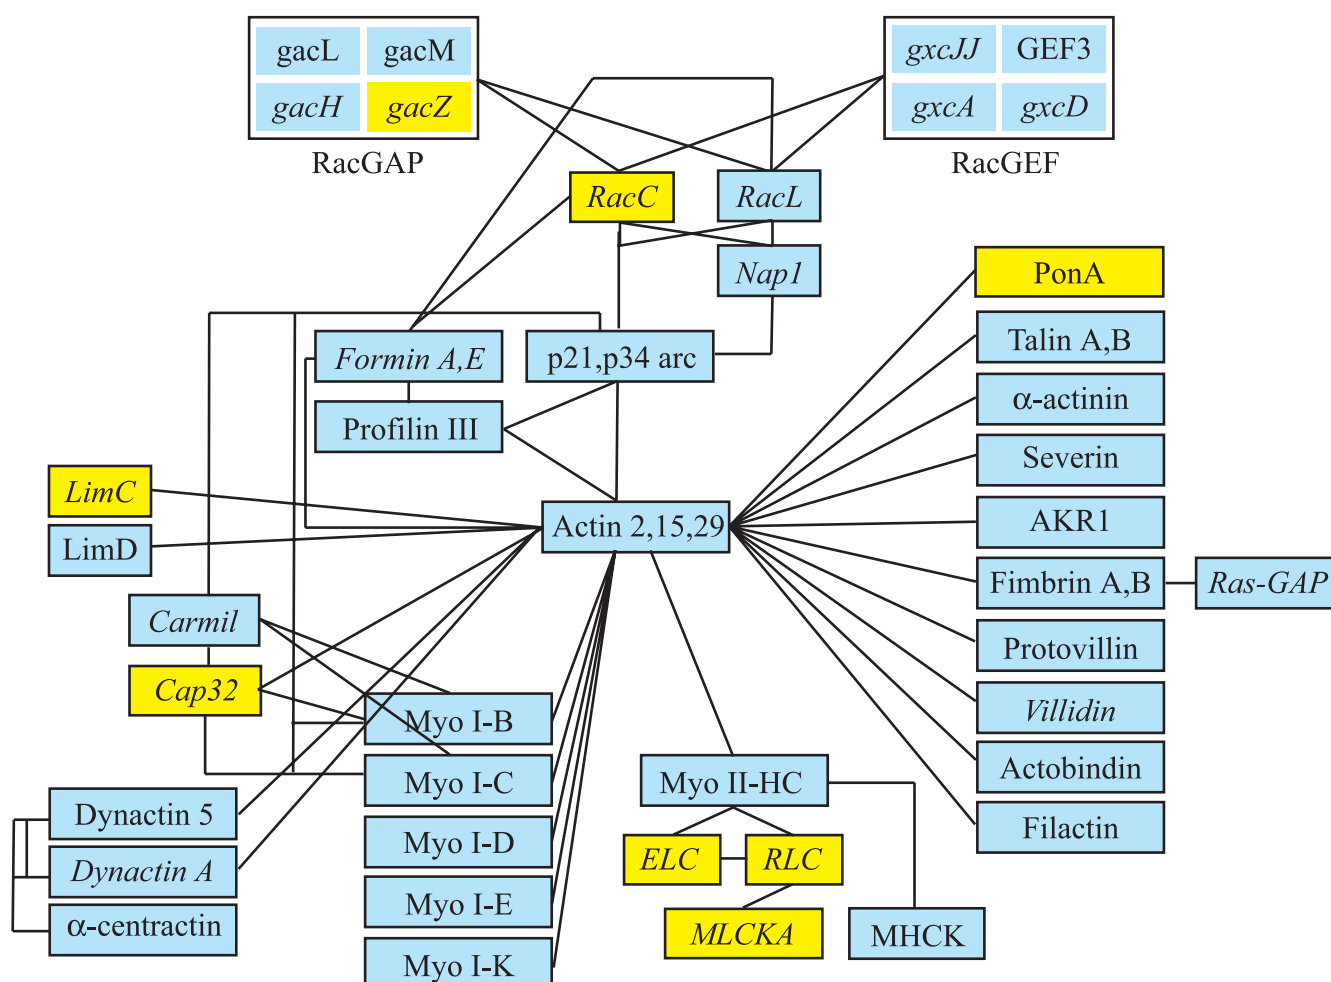 gacL gacM
gacH gacZ
RacGAP
gxcJJ GEF3
gxcA gxcD
RacGEF
RacC
RacL
Nap1
PonA
Formin A,E
p21,p34 arc
Talin A,B
Profilin III
α-actinin
Severin
LimC
Actin 2,15,29
AKR1
LimD
Fimbrin A,B
Ras-GAP
Carmil
Protovillin
Cap32
Myo I-B
Villidin
Myo I-C
Myo II-HC
Actobindin
Dynactin 5
Myo I-D
Filactin
Dynactin A
ELC
RLC
α-centractin
Myo I-E
MLCKA
MHCK
Myo I-K